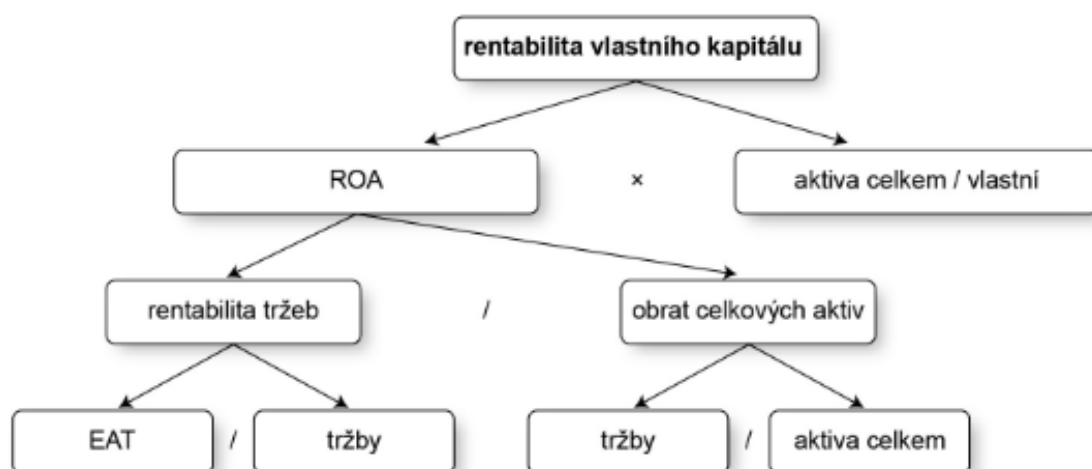 rentabilita vlastního kapitálu
ROA × aktiva celkem / vlastní
rentabilita tržeb / obrat celkových aktiv
EAT / tržby tržby / aktiva celkem